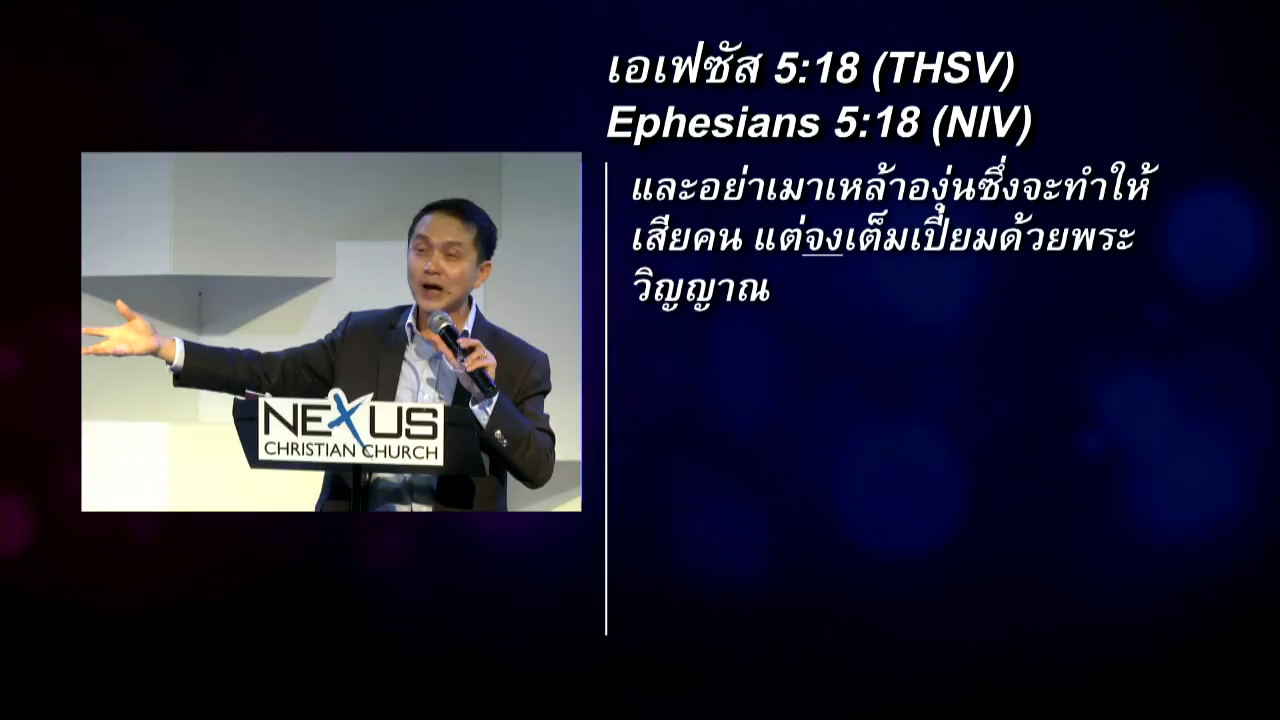 เอเฟซัส 5:18 (THSV)
Ephesians 5:18 (NIV)
และอย่าเมาเหล้าองุ่นซึ่งจะทำให้
เสียคน แต่จงเต็มเปี่ยมด้วยพระ
วิญญาณ
NEXUS
CHRISTIAN CHURCH